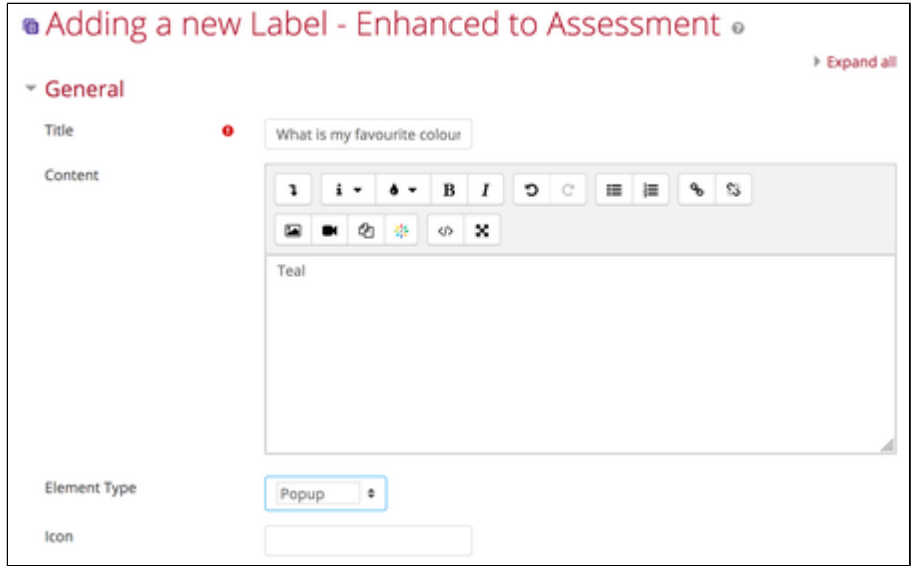 Adding a new Label - Enhanced to Assessment
Expand all
General
Title
What is my favourite colour
Content
B I
Teal
Element Type
Popup
Icon